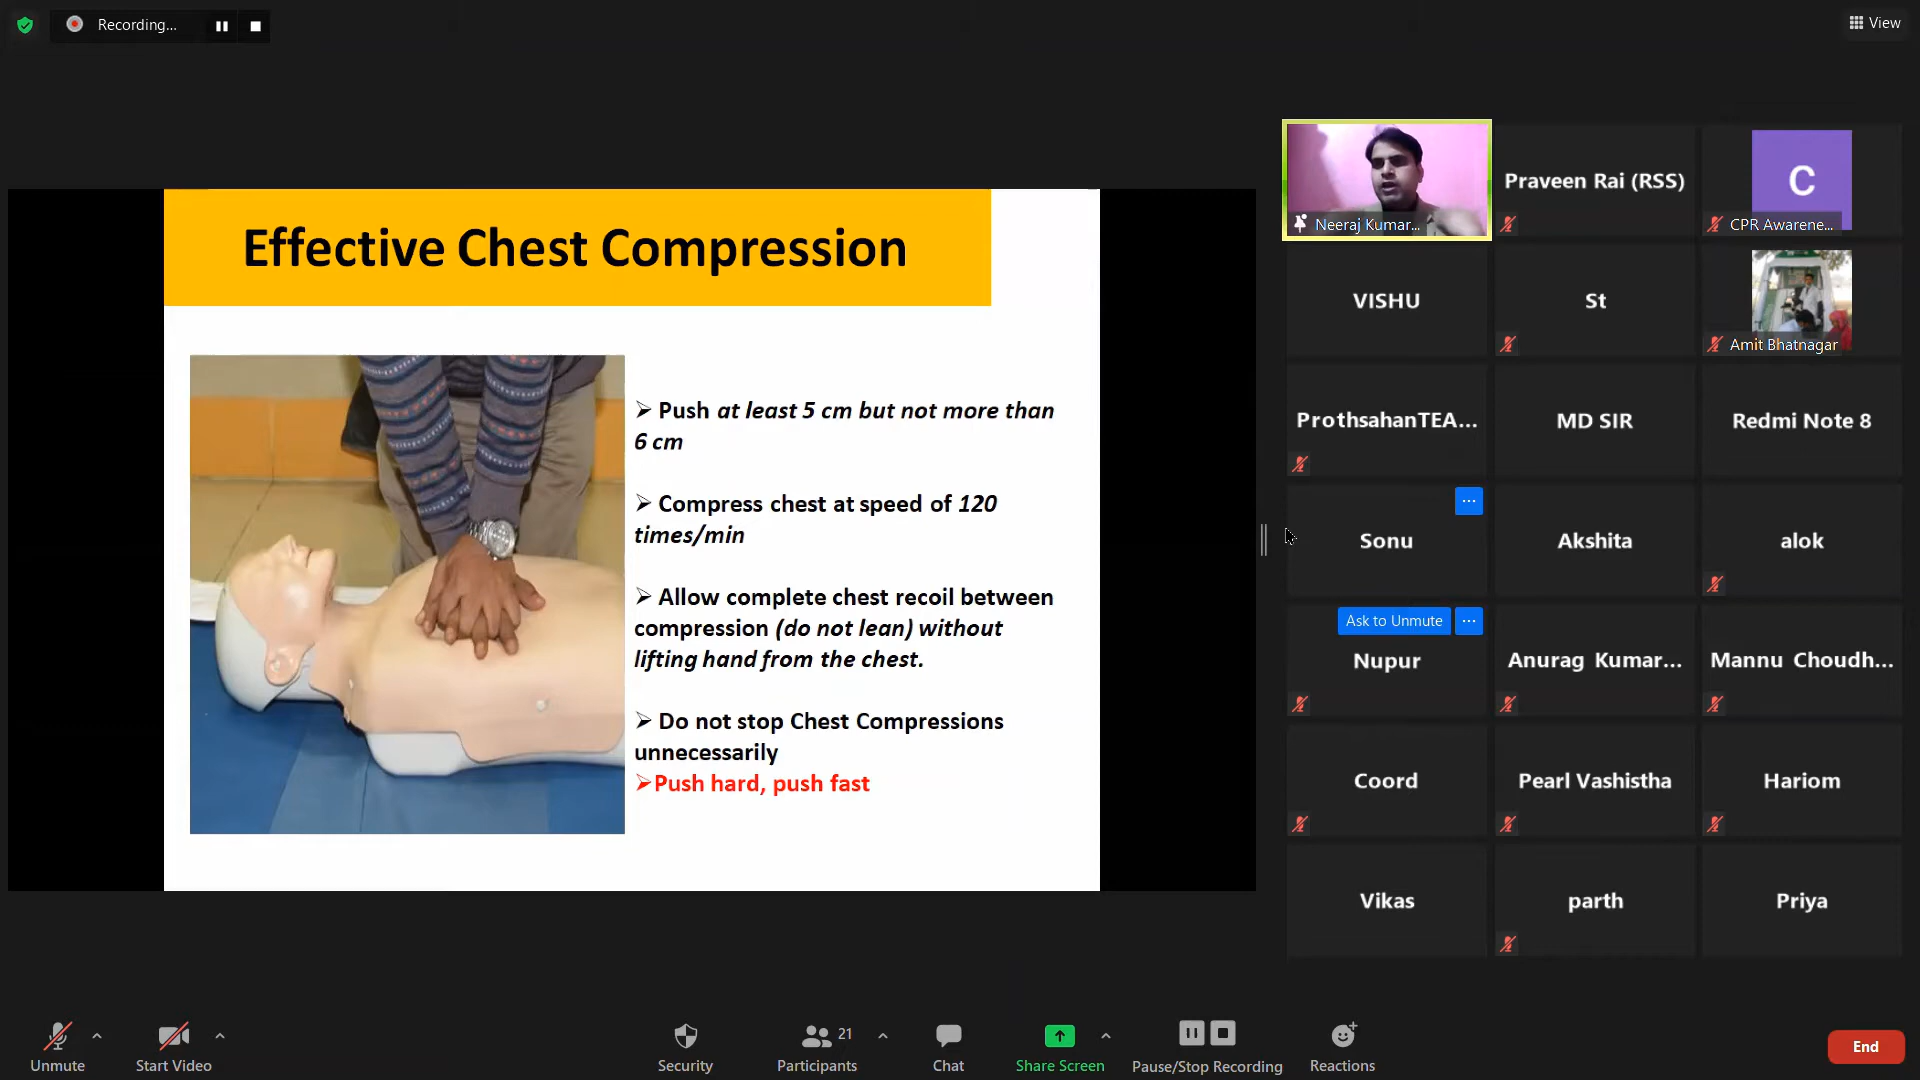 Recording...
View
Effective Chest Compression
➢ Push at least 5 cm but not more than
6 cm
➢ Compress chest at speed of 120
times/min
➢ Allow complete chest recoil between
compression (do not lean) without
lifting hand from the chest.
➢ Do not stop Chest Compressions
unnecessarily
➢Push hard, push fast
Neeraj Kumar...
Praveen Rai (RSS)
C
CPR Awarene...
VISHU
St
Amit Bhatnagar
ProthsahanTEA...
MD SIR
Redmi Note 8
Sonu
Akshita
alok
Ask to Unmute
Nupur
Anurag Kumar...
Mannu Choudh...
Coord
Pearl Vashistha
Hariom
Vikas
parth
Priya
Unmute
Start Video
Security
Participants 21
Chat
Share Screen
Pause/Stop Recording
Reactions
End